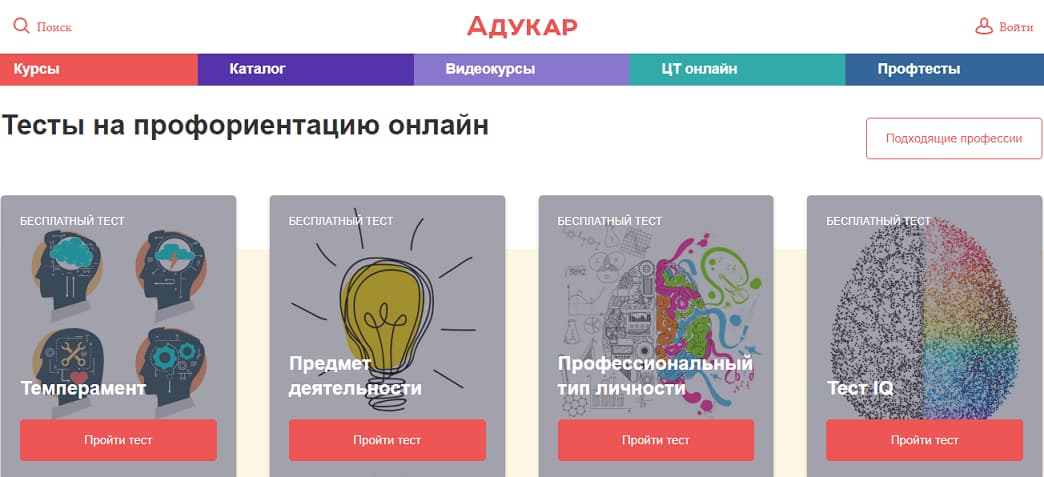 Поиск
Адукар
Войти
Курсы
Каталог
Видеокурсы
ЦТ онлайн
Профтесты
Тесты на профориентацию онлайн
Подходящие профессии
БЕСПЛАТНЫЙ ТЕСТ
Темперамент
Пройти тест
БЕСПЛАТНЫЙ ТЕСТ
Предмет
деятельности
Пройти тест
БЕСПЛАТНЫЙ ТЕСТ
3812
Профессиональный
тип личности
Пройти тест
БЕСПЛАТНЫЙ ТЕСТ
Тест IQ
Пройти тест